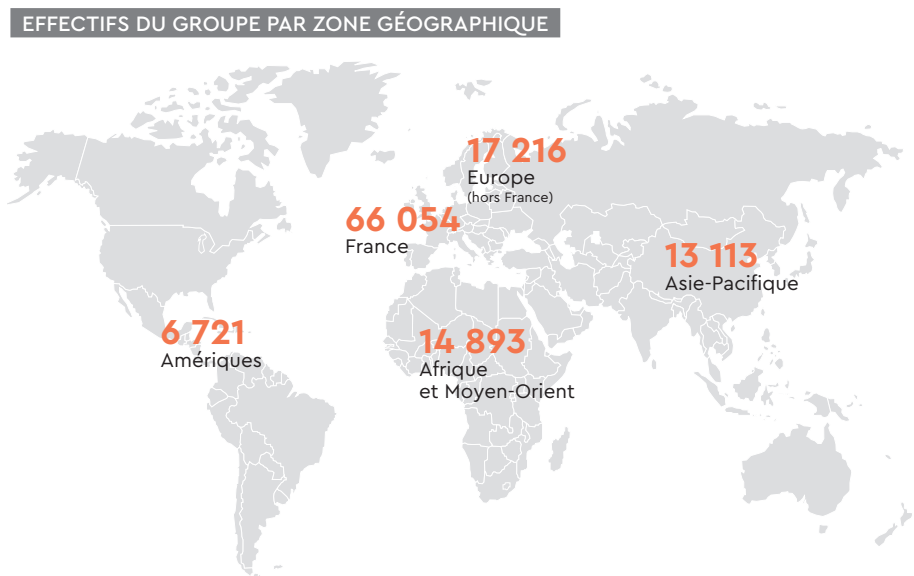 EFFECTIFS DU GROUPE PAR ZONE GÉOGRAPHIQUE
17 216
Europe
(hors France)
66 054
France
13 113
Asie-Pacifique
6 721
Amériques
14 893
Afrique
et Moyen-Orient